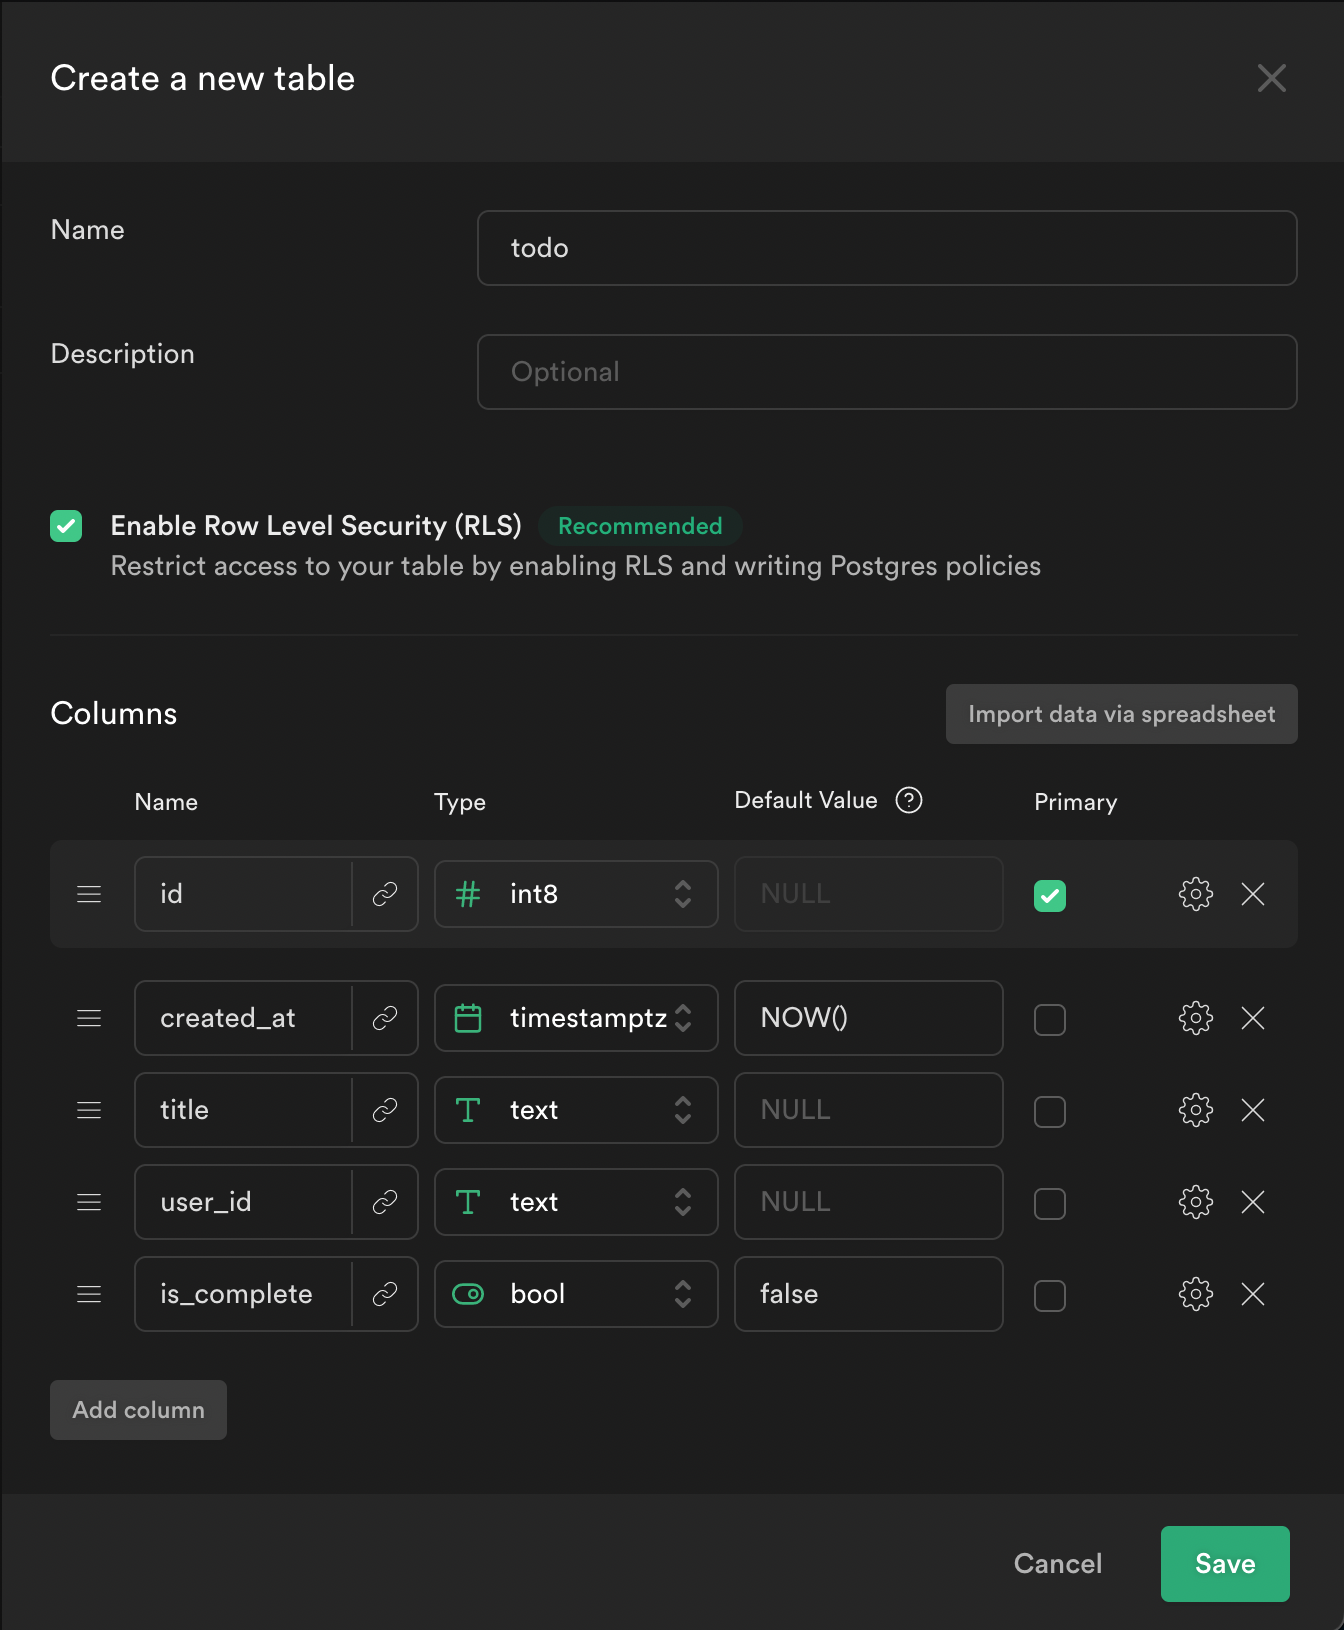 Create a new table
Name
todo
Description
Optional
Enable Row Level Security (RLS) Recommended
Restrict access to your table by enabling RLS and writing Postgres policies
Columns
Import data via spreadsheet
Name Type Default Value ? Primary
id int8 NULL
created_at timestamptz NOW()
title text NULL
user_id text NULL
is_complete bool false
Add column
Cancel Save